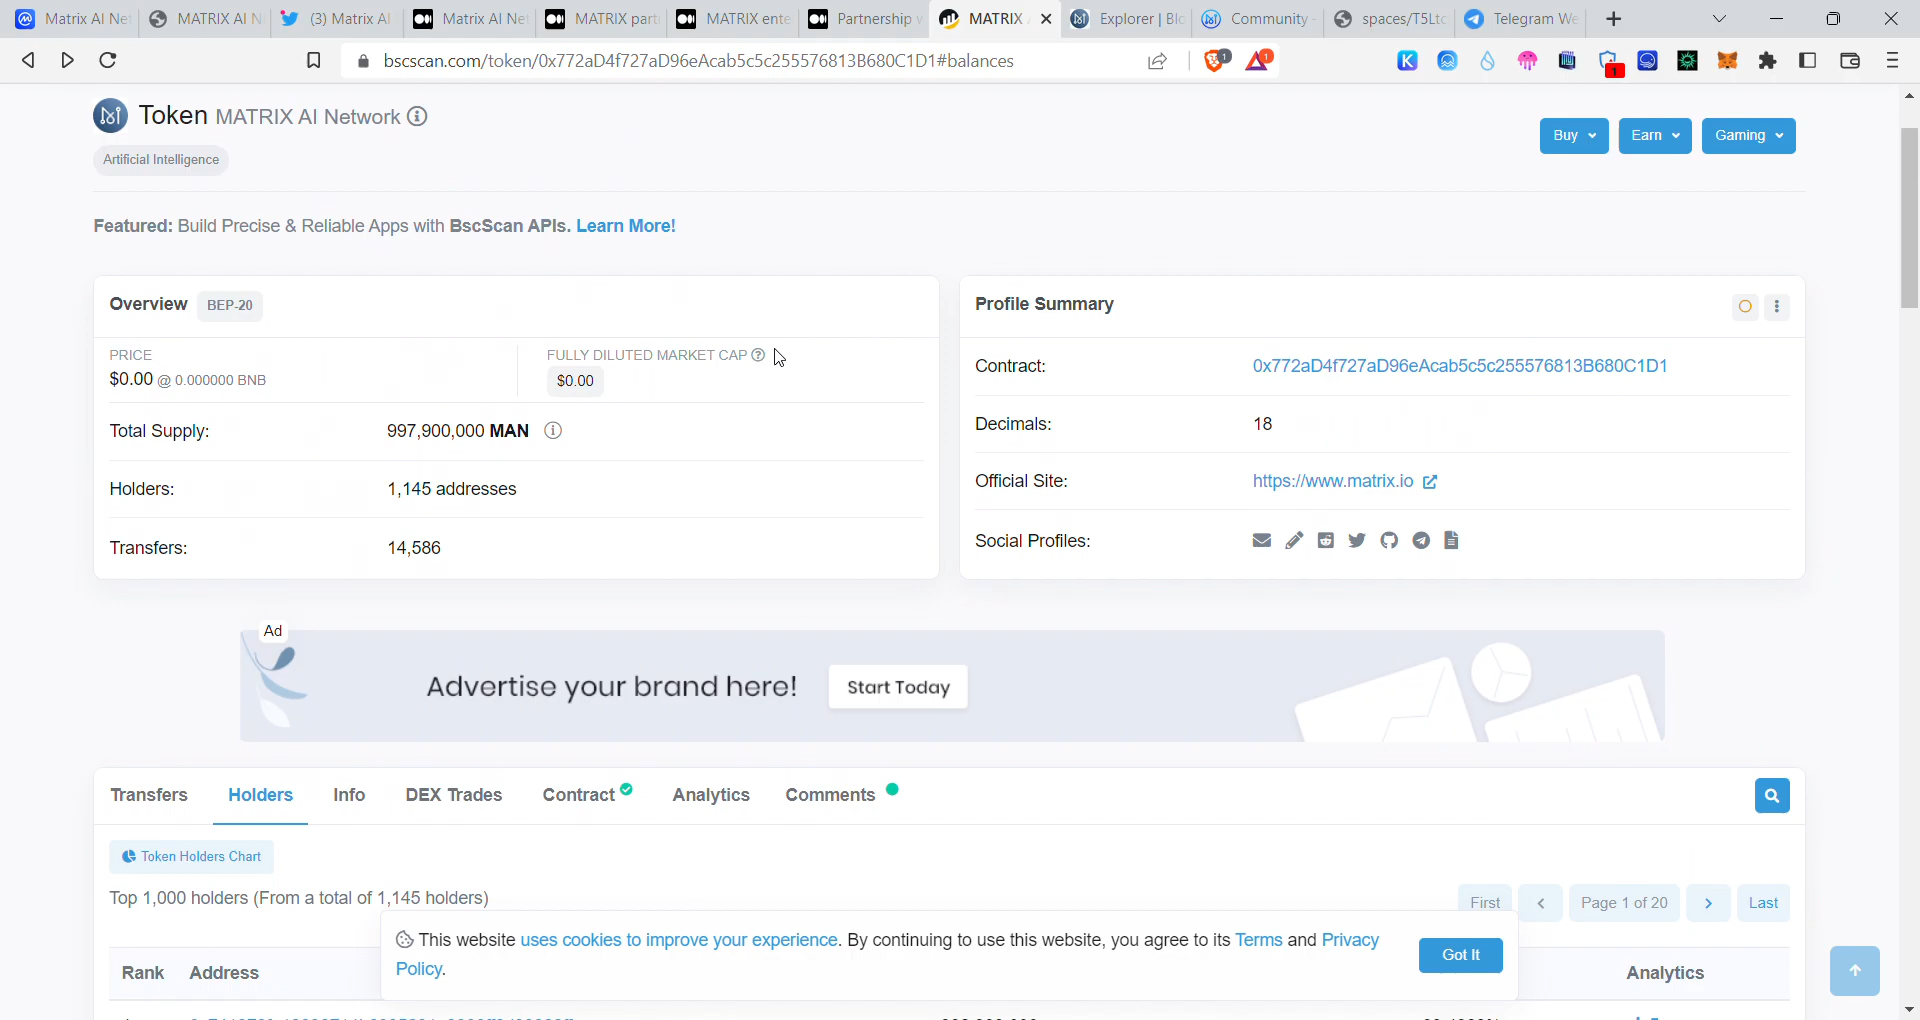 Matrix AI Ne
MATRIX AI N
(3) Matrix AI
Matrix AI Ne
MATRIX part
MATRIX ente
Partnership
MATRIX
Explorer | Blo
Community -
spaces/T5Ltc
Telegram We
bscscan.com/token/0x772aD4f727aD96eAcab5c5c255576813B680C1D1#balances
Token MATRIX AI Network
Artificial Intelligence
Buy
Earn
Gaming
Featured: Build Precise & Reliable Apps with BscScan APIs. Learn More!
Overview BEP-20
PRICE
$0.00 @ 0.000000 BNB
FULLY DILUTED MARKET CAP
$0.00
Total Supply: 997,900,000 MAN
Holders: 1,145 addresses
Transfers: 14,586
Profile Summary
Contract: 0x772aD4f727aD96eAcab5c5c255576813B680C1D1
Decimals: 18
Official Site: https://www.matrix.io
Social Profiles:
Ad
Advertise your brand here! Start Today
Transfers Holders Info DEX Trades Contract Analytics Comments
Token Holders Chart
Top 1,000 holders (From a total of 1,145 holders)
First
Page 1 of 20
Last
This website uses cookies to improve your experience. By continuing to use this website, you agree to its Terms and Privacy
Policy.
Got It
Rank Address
Analytics